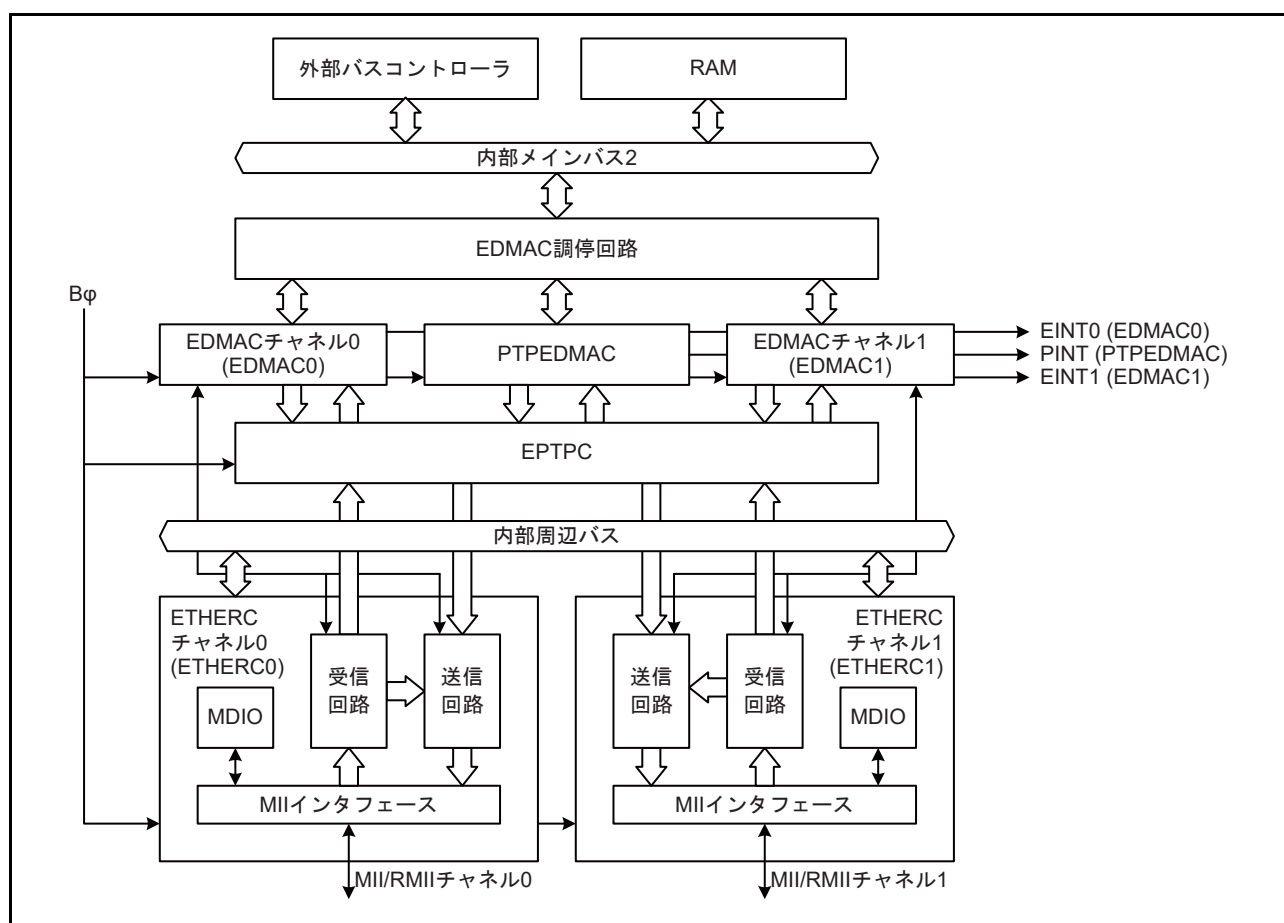 外部バスコントローラ
RAM
内部メインバス2
EDMAC調停回路
Bφ
EDMACチャネル0
(EDMAC0)
PTPEDMAC
EDMACチャネル1
(EDMAC1)
EINT0 (EDMAC0)
PINT (PTPEDMAC)
EINT1 (EDMAC1)
EPTPC
内部周辺バス
ETHERC
チャネル0
(ETHERC0)
受信
回路
送信
回路
MDIO
MIIインタフェース
MII/RMIIチャネル0
送信
回路
受信
回路
ETHERC
チャネル1
(ETHERC1)
MDIO
MIIインタフェース
MII/RMIIチャネル1